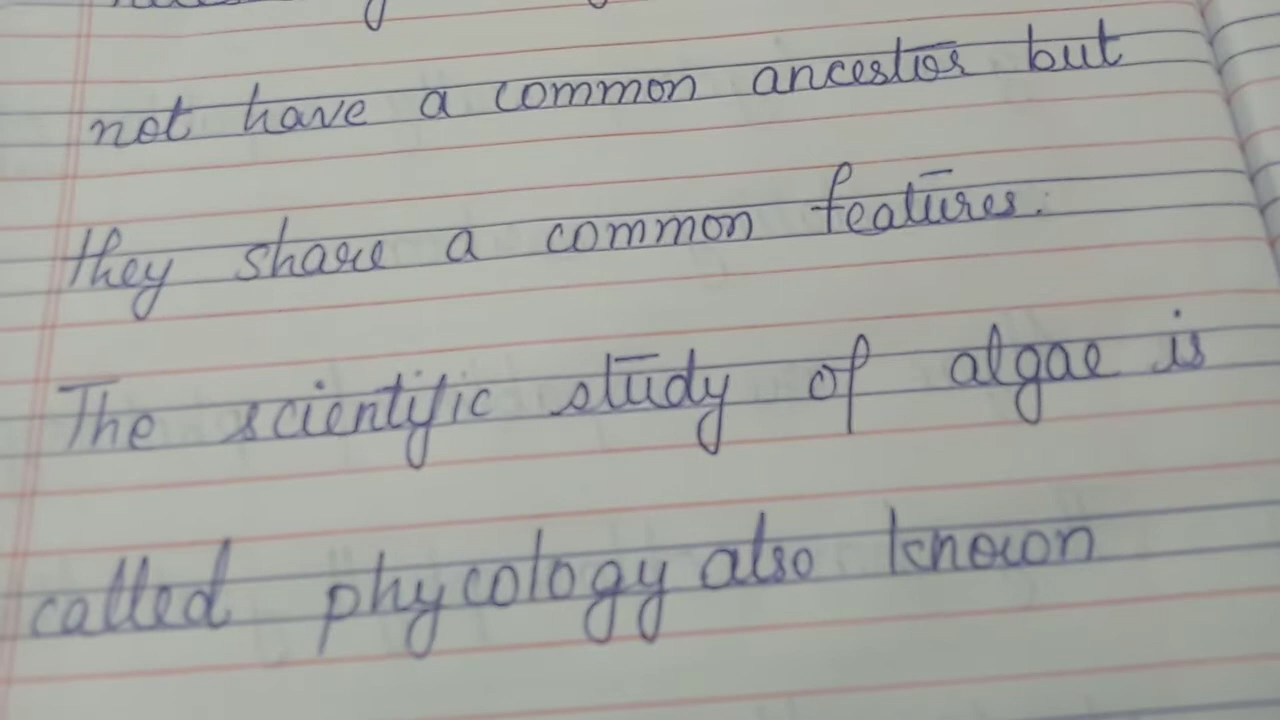 not have a common ancestor but
they share a common features.
The scientific study of algae is
called phycology also known